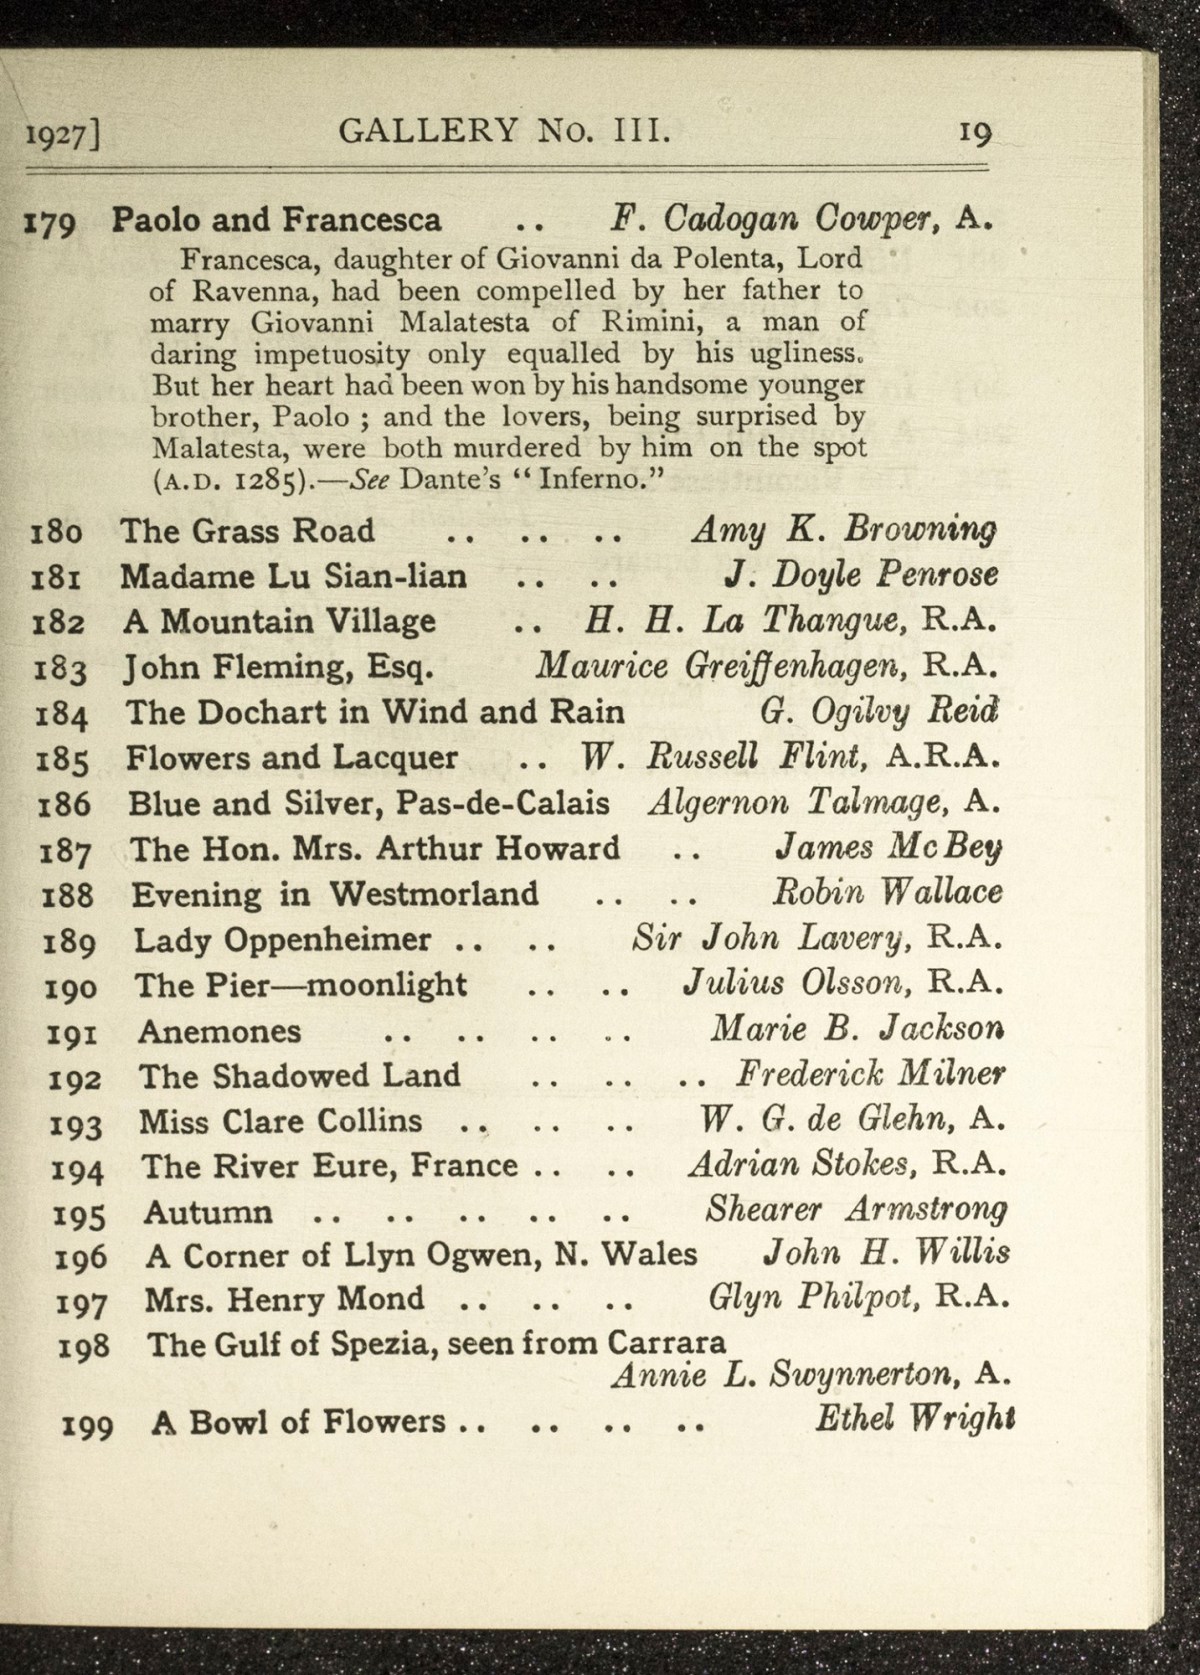 1927] GALLERY No. III. 19
179 Paolo and Francesca .. F. Cadogan Cowper, A.
Francesca, daughter of Giovanni da Polenta, Lord
of Ravenna, had been compelled by her father to
marry Giovanni Malatesta of Rimini, a man of
daring impetuosity only equalled by his ugliness.
But her heart had been won by his handsome younger
brother, Paolo ; and the lovers, being surprised by
Malatesta, were both murdered by him on the spot
(A.D. 1285).—See Dante's “ Inferno.”
180 The Grass Road .. .. .. Amy K. Browning
181 Madame Lu Sian-lian .. .. J. Doyle Penrose
182 A Mountain Village .. H. H. La Thangue, R.A.
183 John Fleming, Esq. Maurice Greiffenhagen, R.A.
184 The Dochart in Wind and Rain G. Ogilvy Reid
185 Flowers and Lacquer .. W. Russell Flint, A.R.A.
186 Blue and Silver, Pas-de-Calais Algernon Talmage, A.
187 The Hon. Mrs. Arthur Howard .. James McBey
188 Evening in Westmorland .. .. Robin Wallace
189 Lady Oppenheimer .. .. Sir John Lavery, R.A.
190 The Pier—moonlight .. .. Julius Olsson, R.A.
191 Anemones .. .. .. .. Marie B. Jackson
192 The Shadowed Land .. .. .. Frederick Milner
193 Miss Clare Collins .. .. .. W. G. de Glehn, A.
194 The River Eure, France .. .. Adrian Stokes, R.A.
195 Autumn .. .. .. .. .. Shearer Armstrong
196 A Corner of Llyn Ogwen, N. Wales John H. Willis
197 Mrs. Henry Mond .. .. .. Glyn Philpot, R.A.
198 The Gulf of Spezia, seen from Carrara
Annie L. Swynnerton, A.
199 A Bowl of Flowers .. .. .. .. Ethel Wright